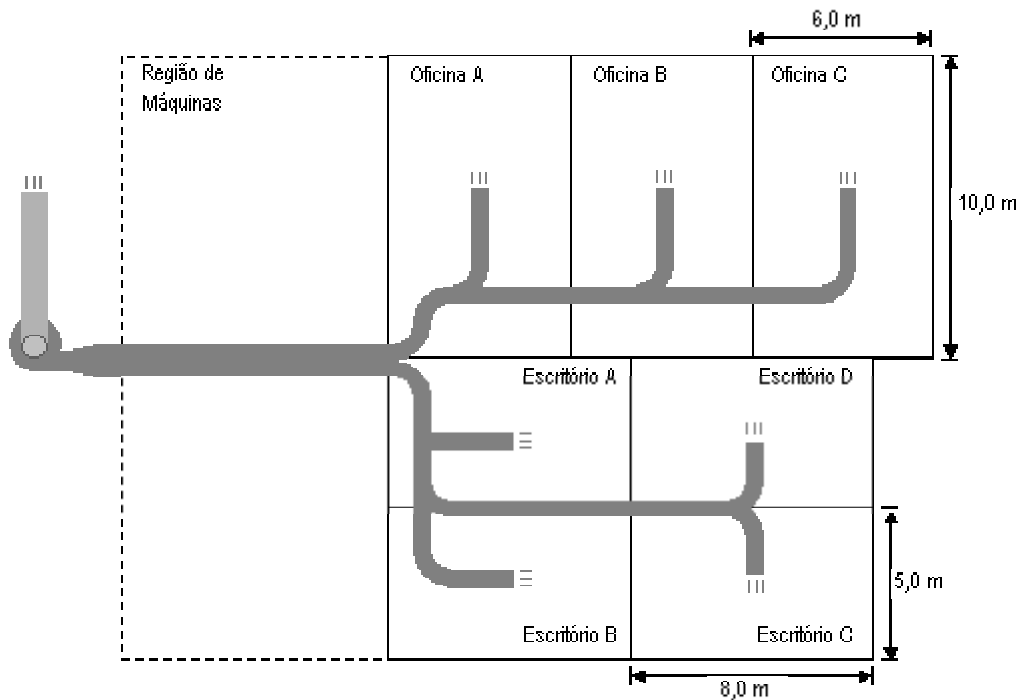 6,0 m
Região de
Máquinas
Oficina A
Oficina B
Oficina C
10,0 m
Escritório A
Escritório D
5,0 m
Escritório B
Escritório C
8,0 m